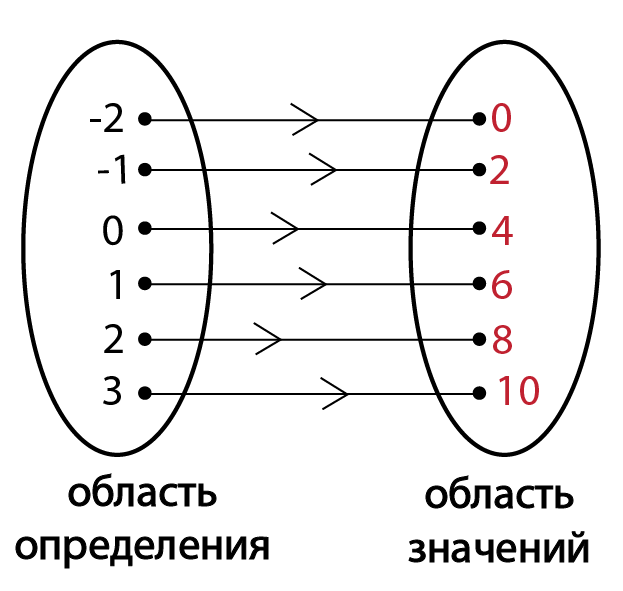 -2 0
-1 2
0 4
1 6
2 8
3 10
область
определения
область
значений